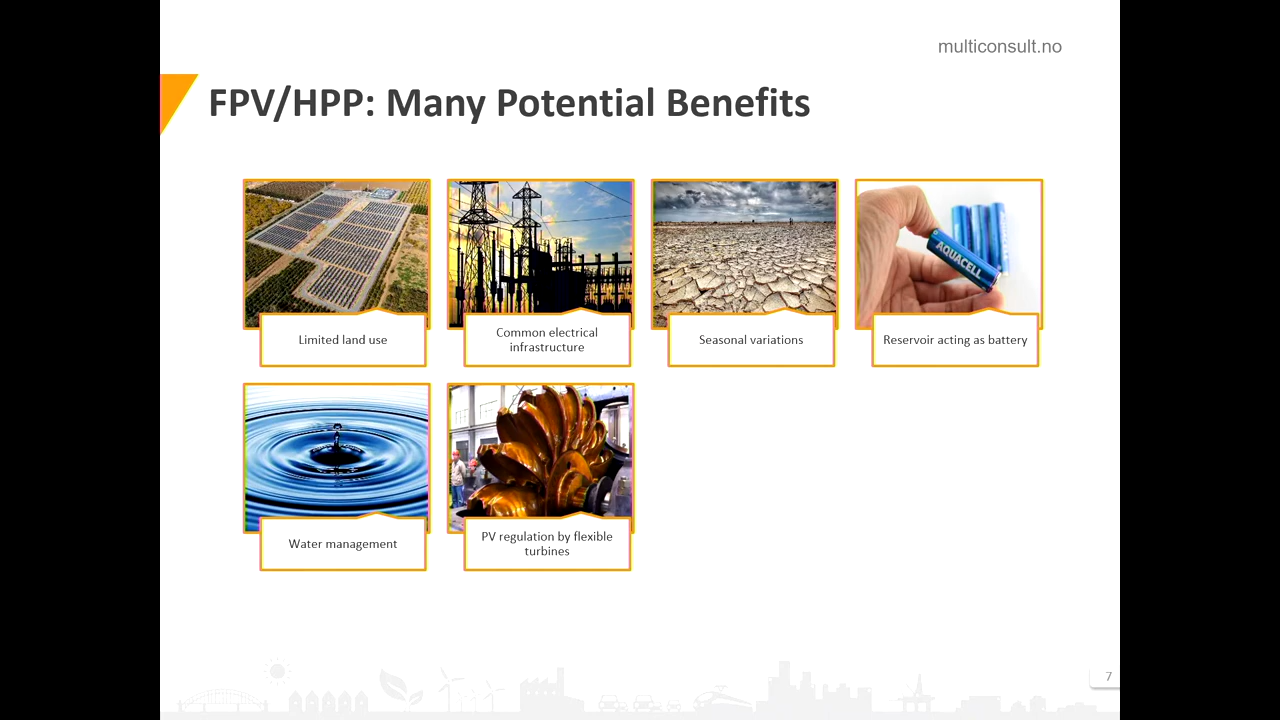 multiconsult.no
FPV/HPP: Many Potential Benefits
Limited land use
Common electrical
infrastructure
Seasonal variations
AQUACELL
Reservoir acting as battery
Water management
PV regulation by flexible
turbines
7